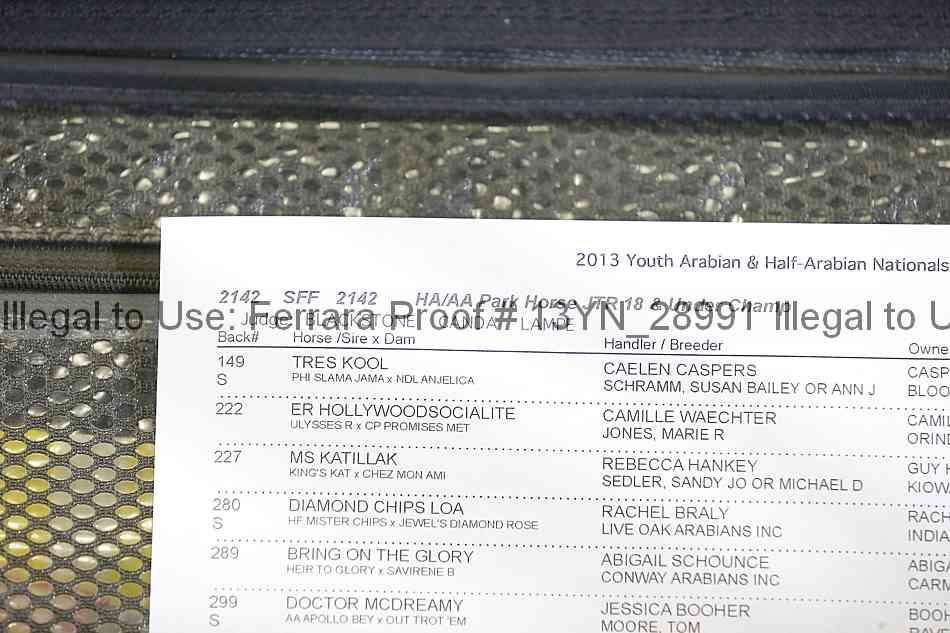 2013 Youth Arabian & Half-Arabian Nationals
2142 SFF 2142 HA/AA Park Horse JTR 18 & Under Champ
Illegal to Use: Ferrara Proof # 13YN_28991 Illegal to U
Judge BLACKSTONE CANDA LAMPE
Back# Horse /Sire x Dam Handler / Breeder Owne
149 TRES KOOL CAELEN CASPERS CASP
S PHI SLAMA JAMA x NDL ANJELICA SCHRAMM, SUSAN BAILEY OR ANN J BLOO
222 ER HOLLYWOODSOCIALITE CAMILLE WAECHTER CAMIL
ULYSSES R x CP PROMISES MET JONES, MARIE R ORIND
227 MS KATILLAK REBECCA HANKEY GUY H
KING'S KAT x CHEZ MON AMI SEDLER, SANDY JO OR MICHAEL D KIOWA
280 DIAMOND CHIPS LOA RACHEL BRALY RACH
S HF MISTER CHIPS x JEWEL'S DIAMOND ROSE LIVE OAK ARABIANS INC INDIA
289 BRING ON THE GLORY ABIGAIL SCHOUNCE ABIGA
HEIR TO GLORY x SAVIRENE B CONWAY ARABIANS INC CARM
299 DOCTOR MCDREAMY JESSICA BOOHER BOOH
S AA APOLLO BEY x OUT TROT 'EM MOORE, TOM